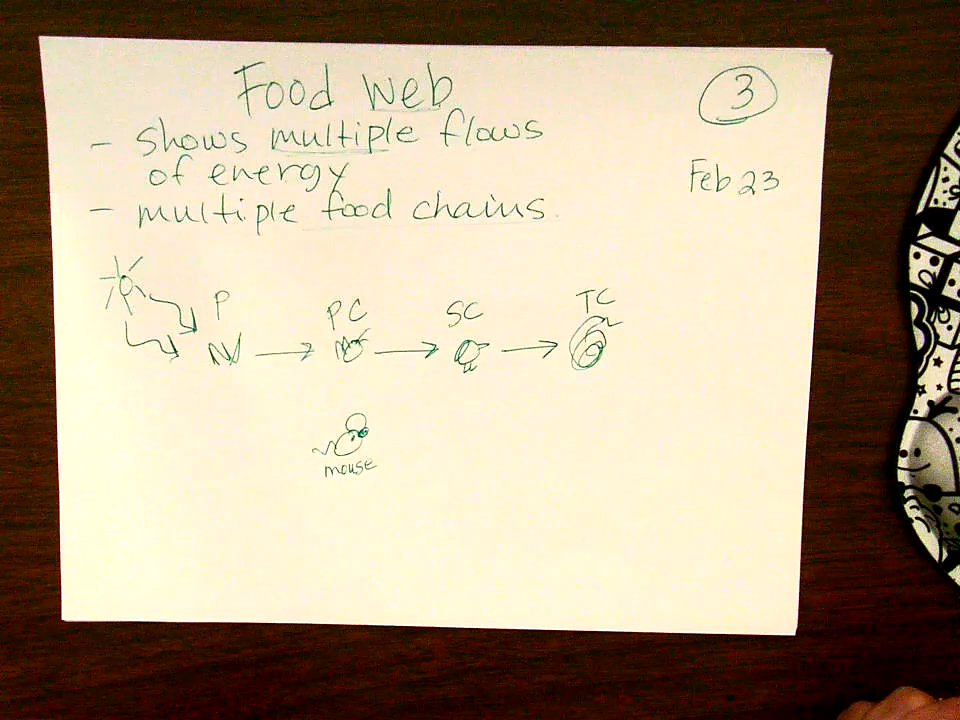 Food Web
3
- shows multiple flows
of energy
Feb 23
- multiple food chains.
P
PC
SC
TC
mouse